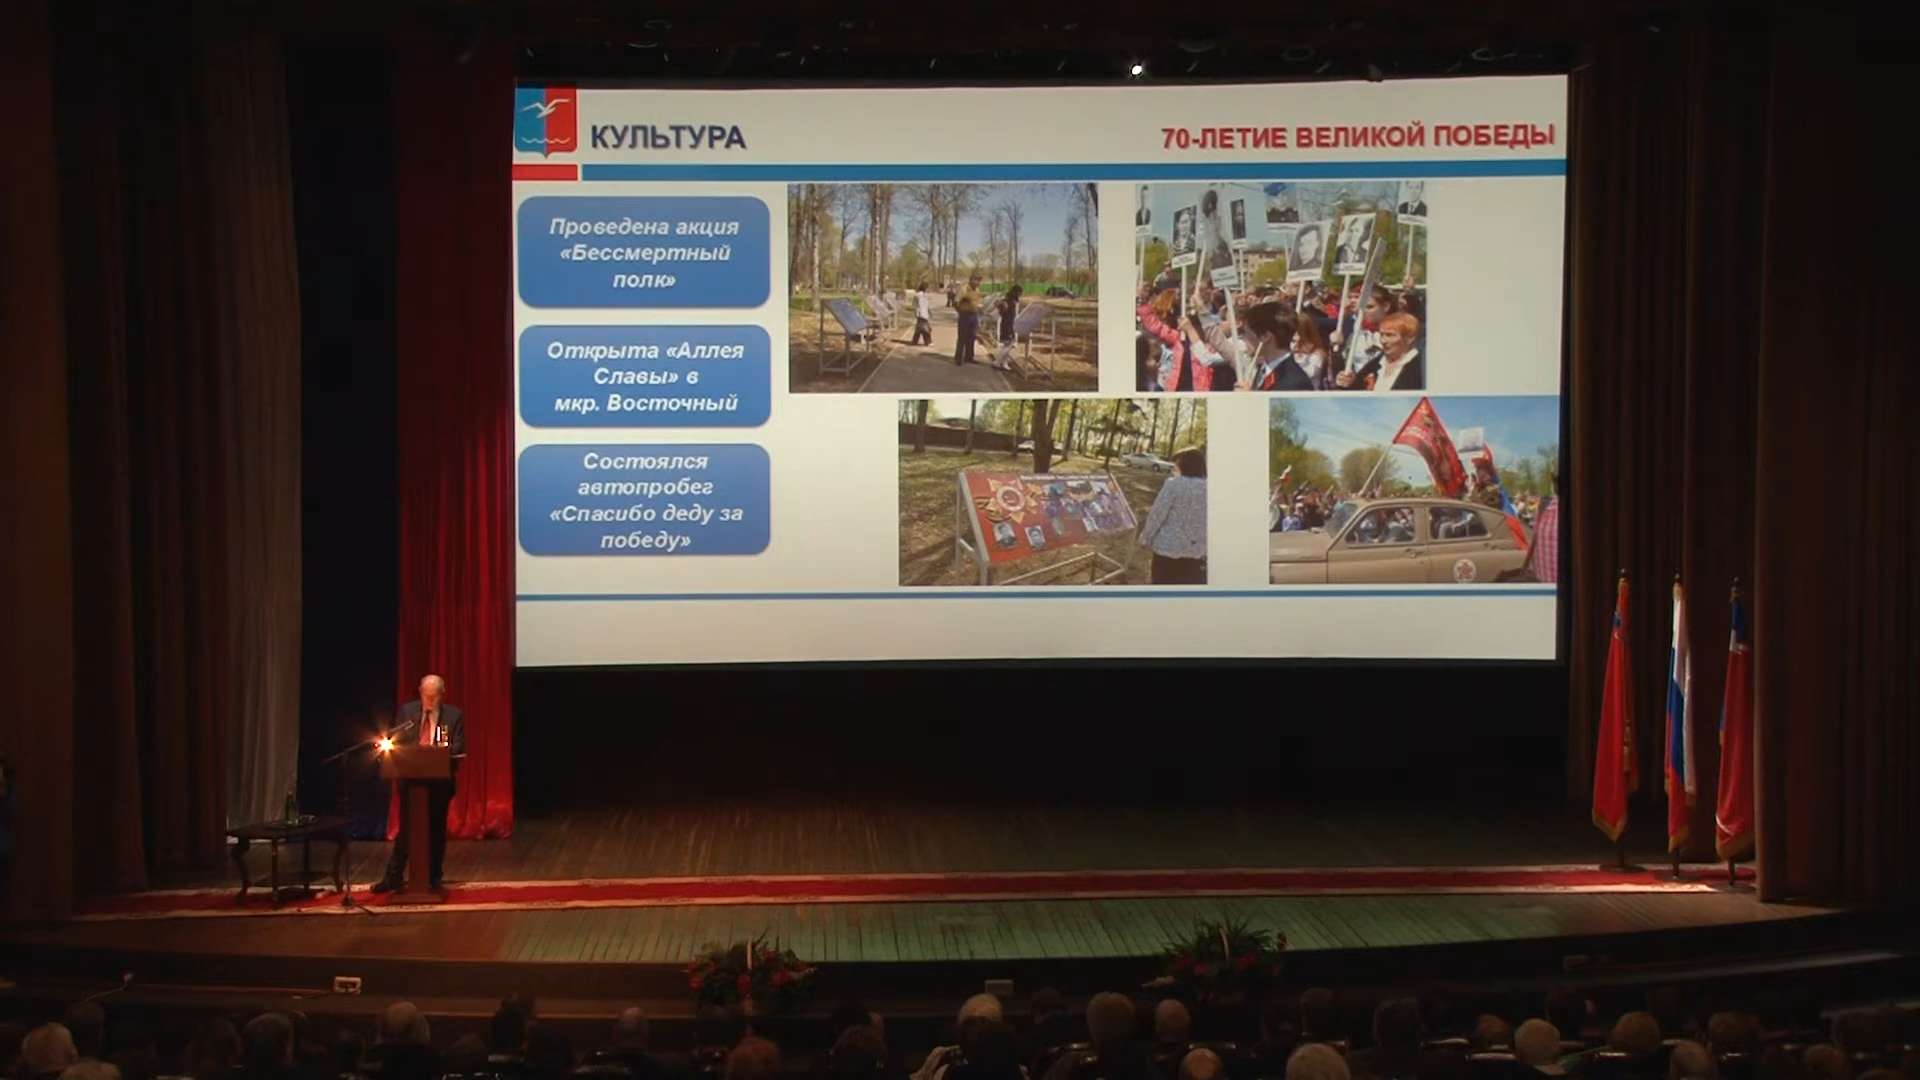 КУЛЬТУРА
70-ЛЕТИЕ ВЕЛИКОЙ ПОБЕДЫ
Проведена акция
«Бессмертный
полк»
Открыта «Аллея
Славы» в
мкр. Восточный
Состоялся
автопробег
«Спасибо деду за
победу»